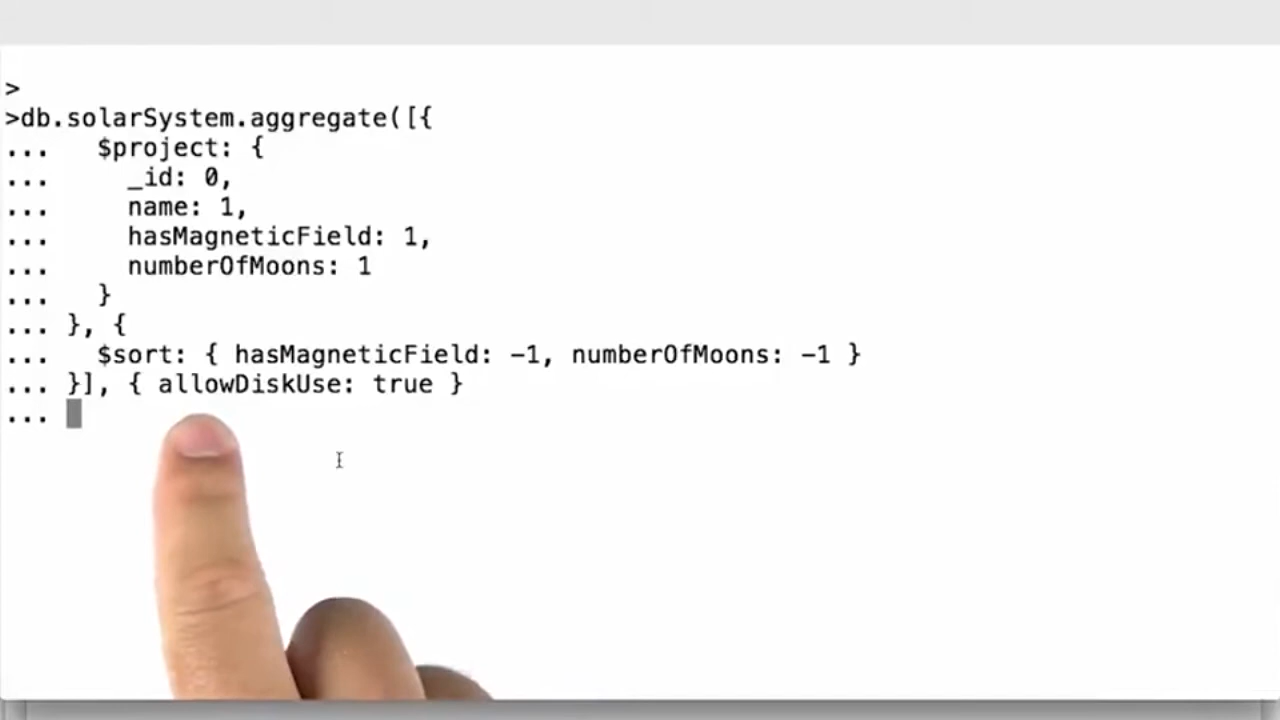 >
>db.solarSystem.aggregate([{
...   $project: {
...     _id: 0,
...     name: 1,
...     hasMagneticField: 1,
...     numberOfMoons: 1
...   }
... }, {
...   $sort: { hasMagneticField: -1, numberOfMoons: -1 }
... }], { allowDiskUse: true }
...